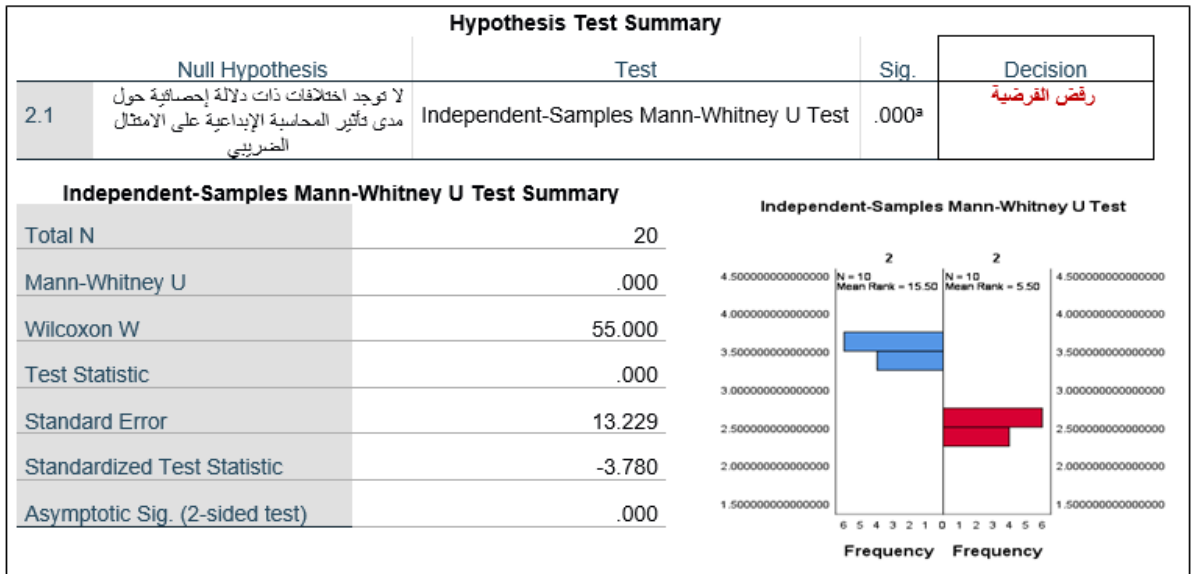 Hypothesis Test Summary
Null Hypothesis Test Sig. Decision
2.1 لا توجد اختلافات ذات دلالة إحصائية حول Independent-Samples Mann-Whitney U Test .000ᵃ رفض الفرضية
مدى تأثير المحاسبة الإبداعية على الامتثال
الضريبي
Independent-Samples Mann-Whitney U Test Summary
Total N 20
Mann-Whitney U .000
Wilcoxon W 55.000
Test Statistic .000
Standard Error 13.229
Standardized Test Statistic -3.780
Asymptotic Sig. (2-sided test) .000
Independent-Samples Mann-Whitney U Test
2 2
4.500000000000000 N = 10 N = 10 4.500000000000000
Mean Rank = 15.50 Mean Rank = 5.50
4.000000000000000 4.000000000000000
3.500000000000000 3.500000000000000
3.000000000000000 3.000000000000000
2.500000000000000 2.500000000000000
2.000000000000000 2.000000000000000
1.500000000000000 1.500000000000000
6 5 4 3 2 1 0 1 2 3 4 5 6
Frequency Frequency